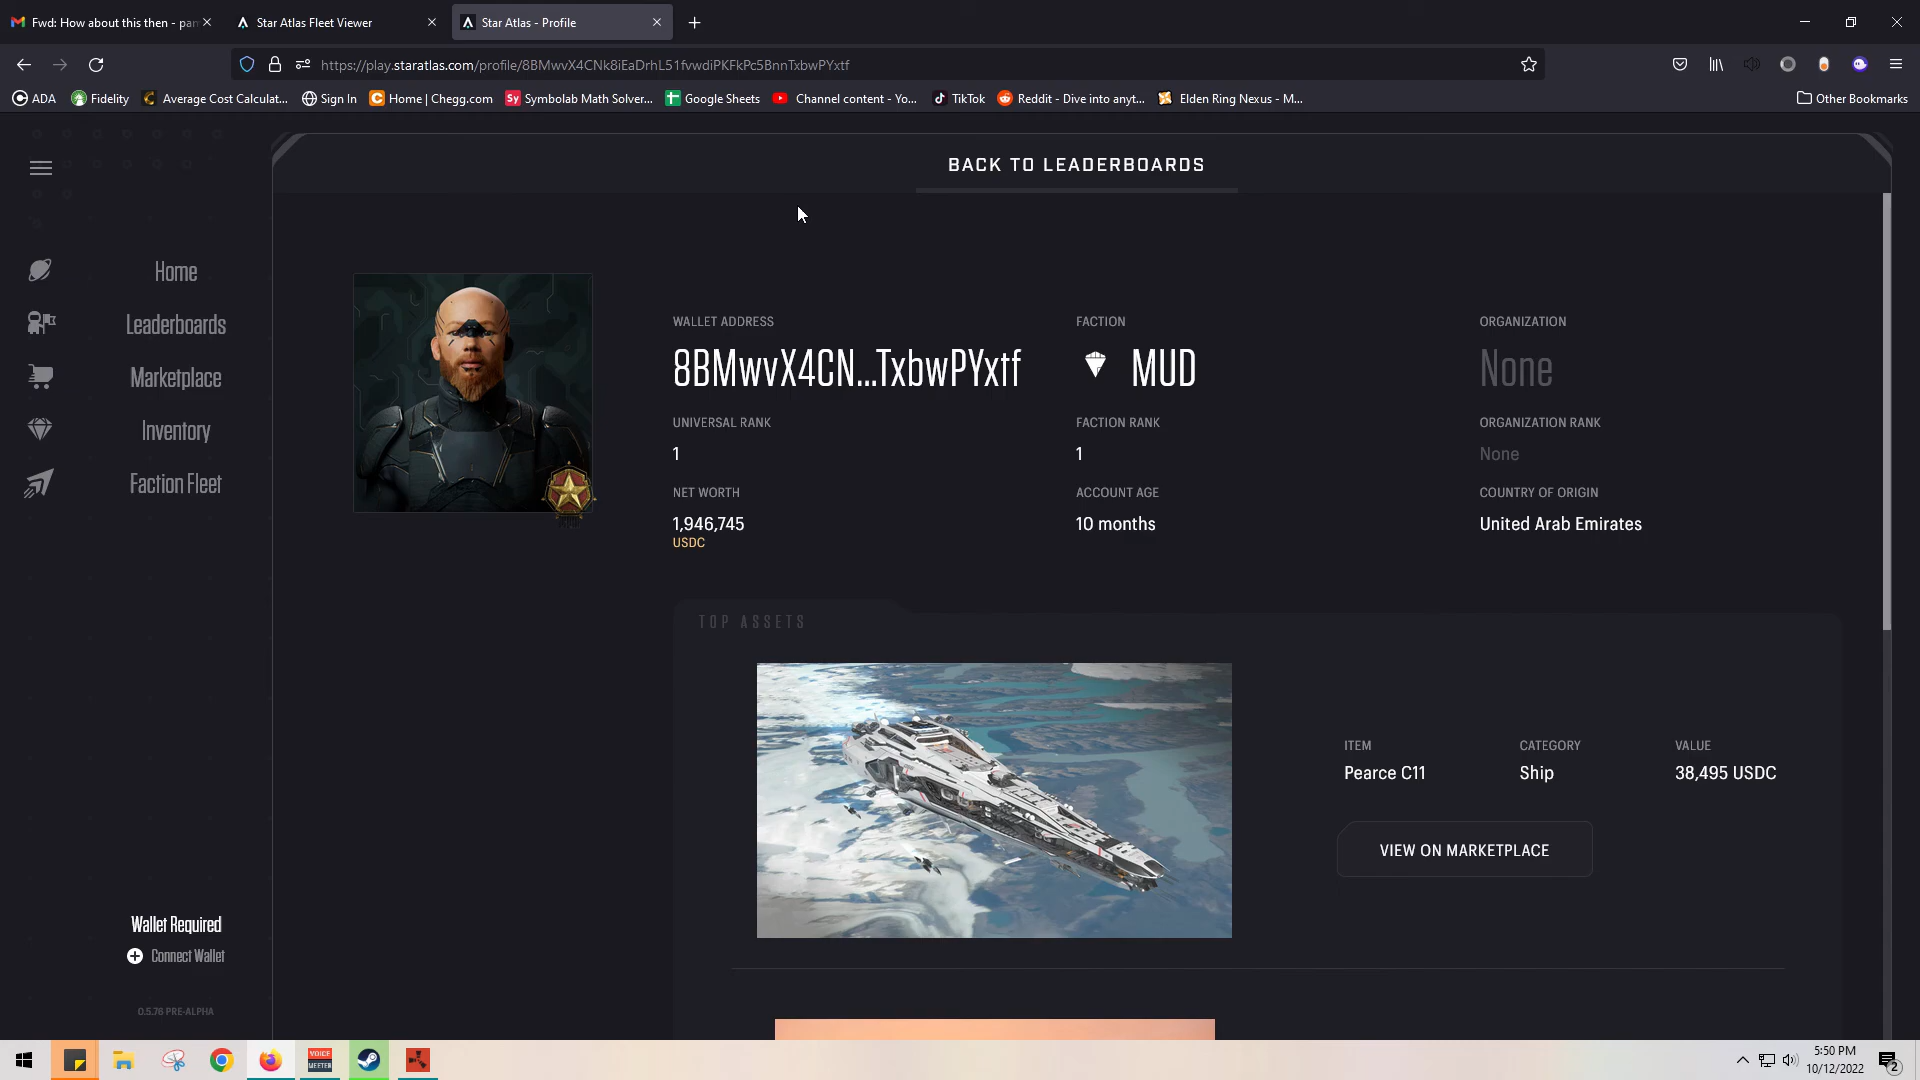 Fwd: How about this then - pan
Star Atlas Fleet Viewer
Star Atlas - Profile
https://play.staratlas.com/profile/8BMwvX4CNk8iEaDrhL51fvwdiPKFkPc5BnnTxbwPYxtf
ADA
Fidelity
Average Cost Calculat...
Sign In
Home | Chegg.com
Sy
Symbolab Math Solver...
Google Sheets
Channel content - Yo...
TikTok
Reddit - Dive into anyt...
Elden Ring Nexus - M...
Other Bookmarks
BACK TO LEADERBOARDS
Home
Leaderboards
Marketplace
Inventory
Faction Fleet
WALLET ADDRESS
8BMwvX4CN...TxbwPYxtf
FACTION
MUD
ORGANIZATION
None
UNIVERSAL RANK
1
FACTION RANK
1
ORGANIZATION RANK
None
NET WORTH
1,946,745
USDC
ACCOUNT AGE
10 months
COUNTRY OF ORIGIN
United Arab Emirates
TOP ASSETS
ITEM
Pearce C11
CATEGORY
Ship
VALUE
38,495 USDC
VIEW ON MARKETPLACE
Wallet Required
Connect Wallet
0.5.76 PRE-ALPHA
VOICE
MEETER
5:50 PM
10/12/2022
2